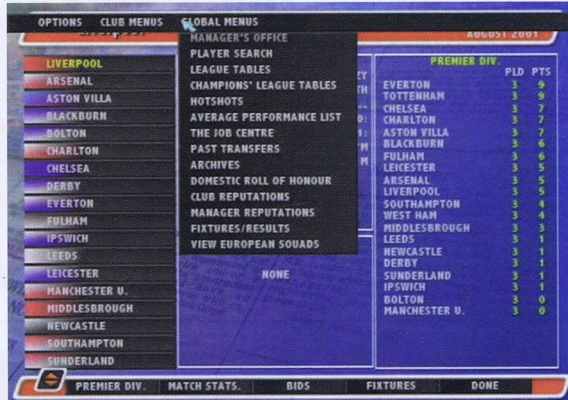 OPTIONS CLUB MENUS GLOBAL MENUS
AUGUST 2001
MANAGER'S OFFICE
PLAYER SEARCH
LEAGUE TABLES
CHAMPIONS' LEAGUE TABLES
HOTSHOTS
AVERAGE PERFORMANCE LIST
THE JOB CENTRE
PAST TRANSFERS
ARCHIVES
DOMESTIC ROLL OF HONOUR
CLUB REPUTATIONS
MANAGER REPUTATIONS
FIXTURES/RESULTS
VIEW EUROPEAN SQUADS
NONE
LIVERPOOL
ARSENAL
ASTON VILLA
BLACKBURN
BOLTON
CHARLTON
CHELSEA
DERBY
EVERTON
FULHAM
IPSWICH
LEEDS
LEICESTER
MANCHESTER U.
MIDDLESBROUGH
NEWCASTLE
SOUTHAMPTON
SUNDERLAND
PREMIER DIV.
PLD PTS
EVERTON 3 9
TOTTENHAM 3 9
CHELSEA 3 7
CHARLTON 3 7
ASTON VILLA 3 7
BLACKBURN 3 6
FULHAM 3 6
LEICESTER 3 5
ARSENAL 3 5
LIVERPOOL 3 5
SOUTHAMPTON 3 4
WEST HAM 3 4
MIDDLESBROUGH 3 3
LEEDS 3 1
NEWCASTLE 3 1
DERBY 3 1
SUNDERLAND 3 1
IPSWICH 3 1
BOLTON 3 0
MANCHESTER U. 3 0
PREMIER DIV. MATCH STATS. BIDS FIXTURES DONE